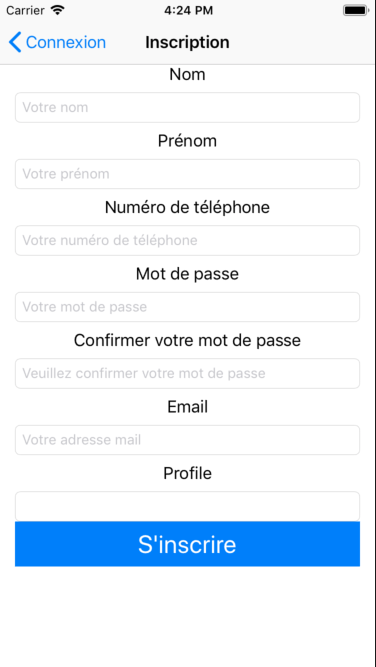 Carrier 4:24 PM
Connexion Inscription
Nom
Votre nom
Prénom
Votre prénom
Numéro de téléphone
Votre numéro de téléphone
Mot de passe
Votre mot de passe
Confirmer votre mot de passe
Veuillez confirmer votre mot de passe
Email
Votre adresse mail
Profile
S'inscrire